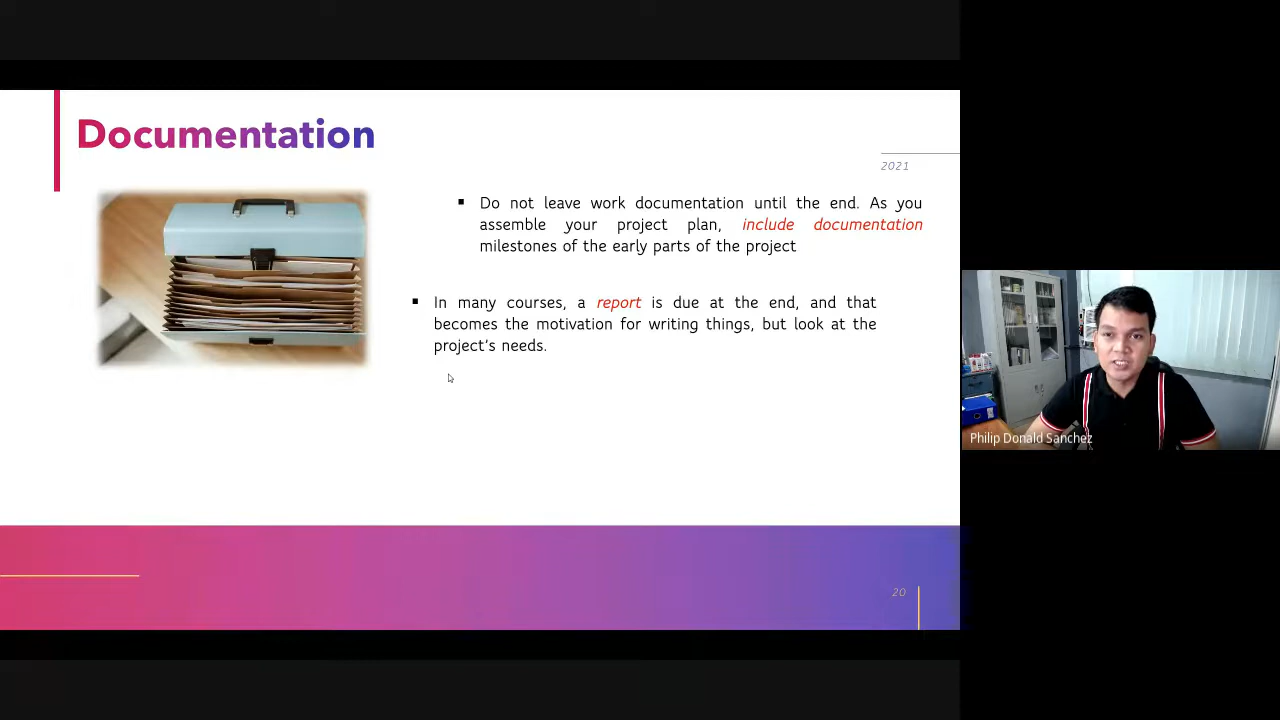 Documentation
2021
▪ Do not leave work documentation until the end. As you
assemble your project plan, include documentation
milestones of the early parts of the project
▪ In many courses, a report is due at the end, and that
becomes the motivation for writing things, but look at the
project's needs.
Philip Donald Sanchez
20